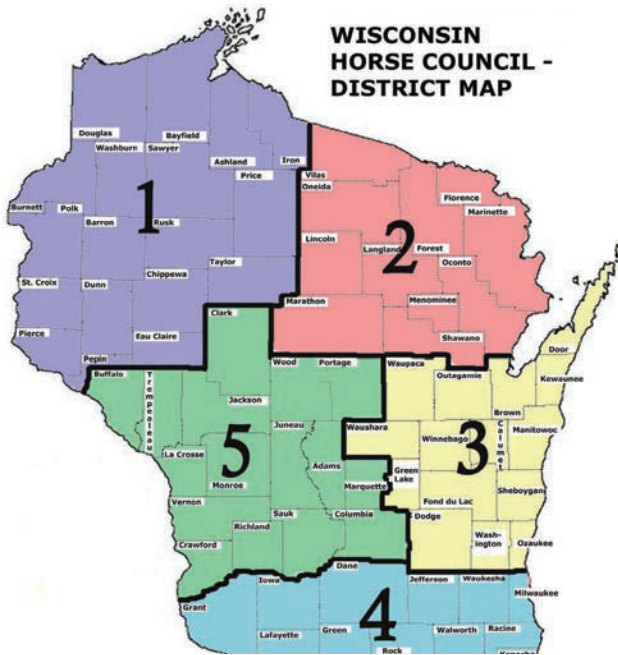 WISCONSIN
HORSE COUNCIL -
DISTRICT MAP
Douglas
Bayfield
Washburn
Sawyer
Ashland
Iron
Price
Burnett
Polk
1
Barron
Rusk
Taylor
St. Croix
Dunn
Chippewa
Pierce
Eau Claire
Pepin
Vilas
Oneida
Florence
Marinette
Lincoln
Langland
Forest
2
Oconto
Marathon
Menominee
Shawano
Clark
Buffalo
Trempealeau
Wood
Portage
Jackson
Juneau
La Crosse
5
Adams
Monroe
Marquette
Vernon
Sauk
Columbia
Richland
Crawford
Waupaca
Outagamie
Door
Kewaunee
Brown
Waushara
Winnebago
Calumet
Manitowoc
3
Green
Lake
Sheboygan
Fond du Lac
Dodge
Wash-
ington
Ozaukee
Dane
Iowa
Jefferson
Waukesha
Milwaukee
Grant
4
Lafayette
Green
Walworth
Racine
Rock